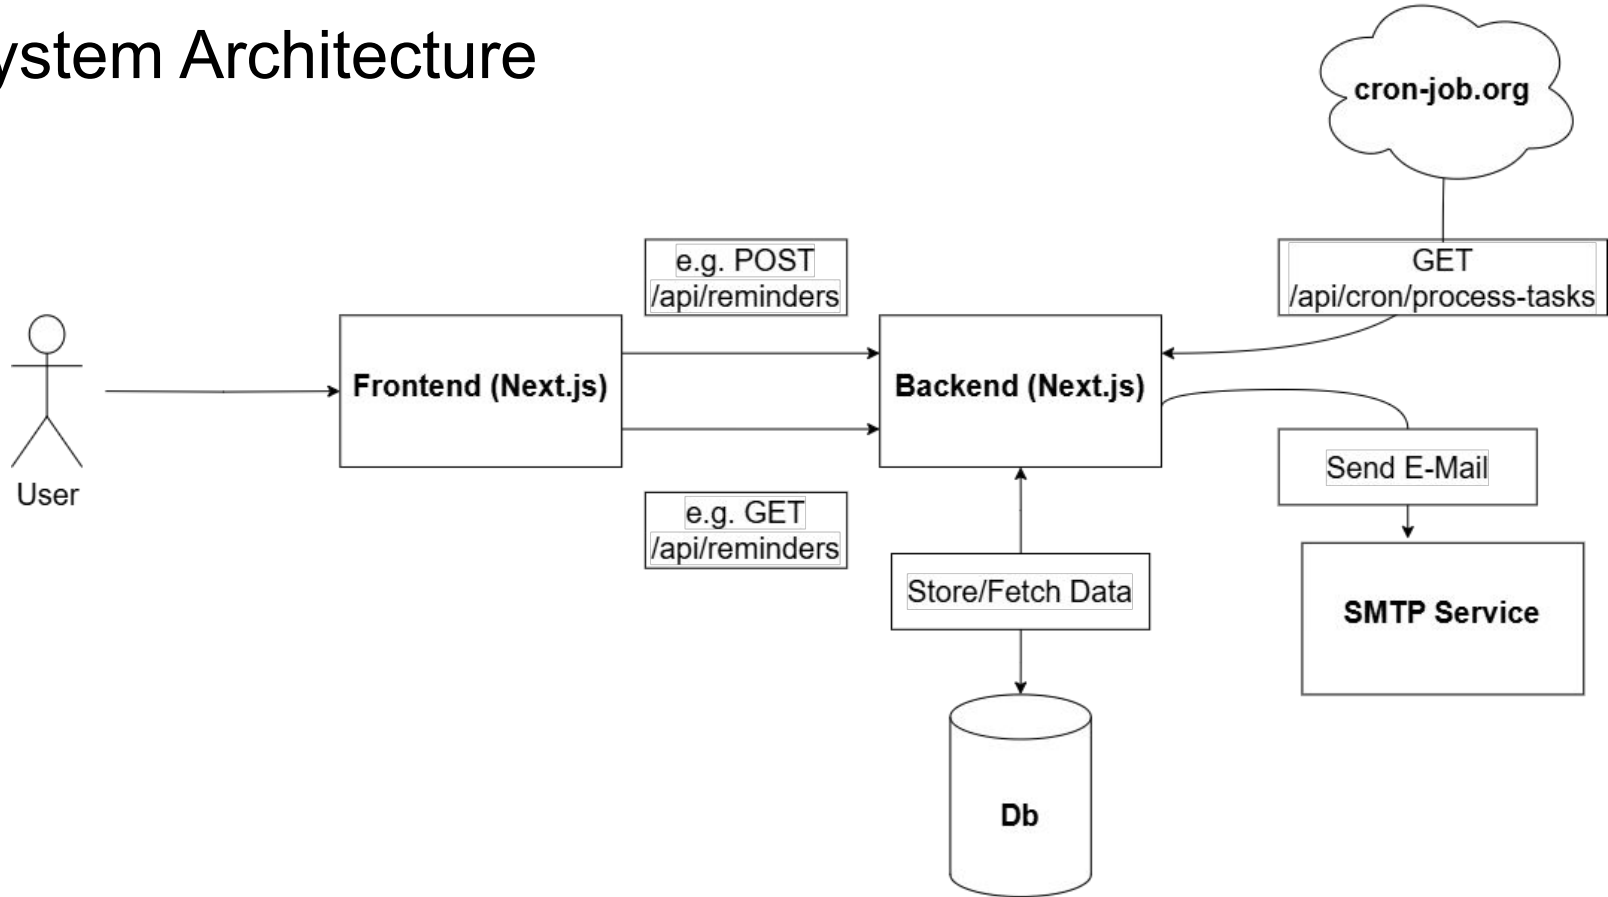 ystem Architecture
cron-job.org
e.g. POST
/api/reminders
GET
/api/cron/process-tasks
Frontend (Next.js)
Backend (Next.js)
User
Send E-Mail
e.g. GET
/api/reminders
Store/Fetch Data
SMTP Service
Db